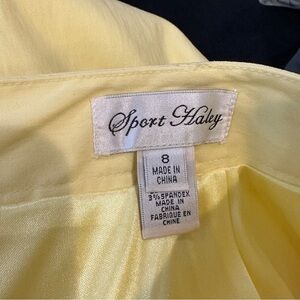 Sport Haley
8
MADE IN
CHINA
3% SPANDEX
MADE IN
CHINA
FABRIQUE EN
CHINE